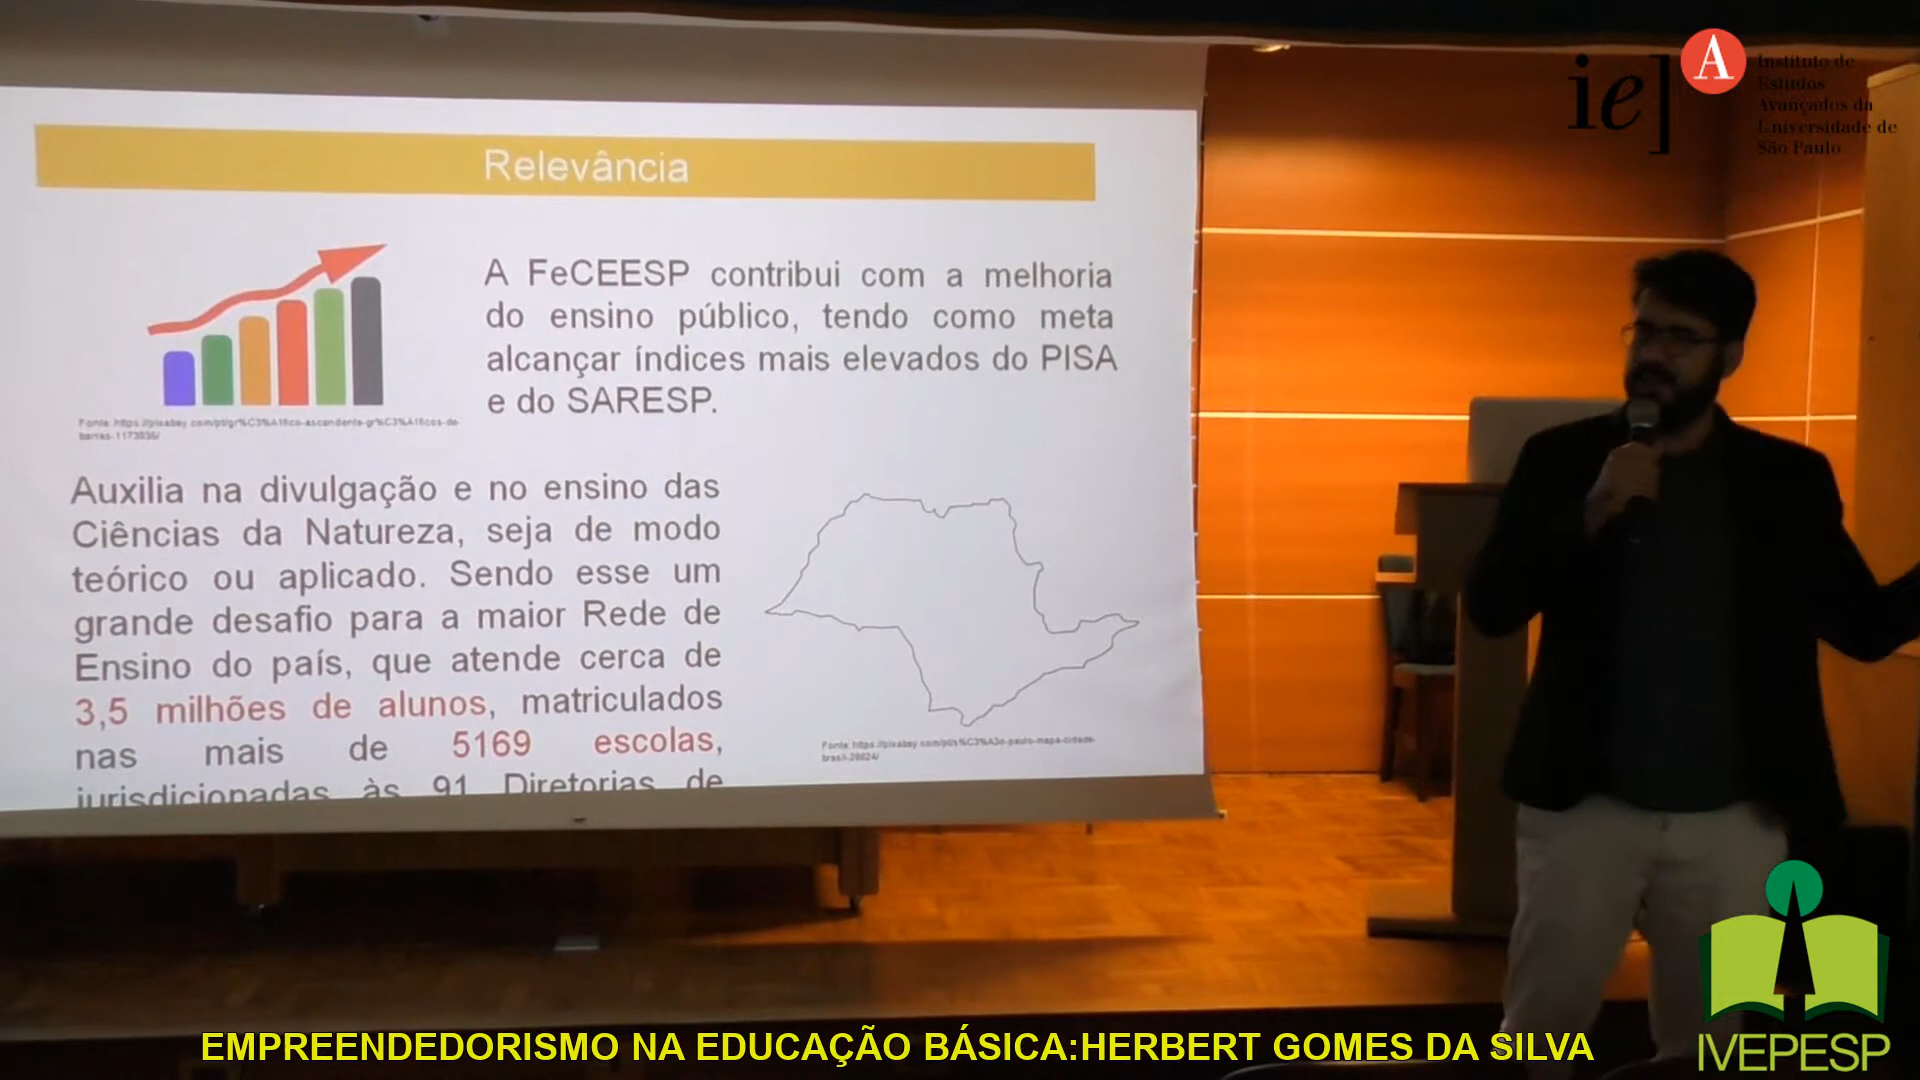 Relevância
A FeCEESP contribui com a melhoria
do ensino público, tendo como meta
alcançar índices mais elevados do PISA
e do SARESP.
Fonte: https://pixabay.com/pt/gr%C3%A1fico-ascendente-gr%C3%A1ficos-de-
barras-1173935/
Auxilia na divulgação e no ensino das
Ciências da Natureza, seja de modo
teórico ou aplicado. Sendo esse um
grande desafio para a maior Rede de
Ensino do país, que atende cerca de
3,5 milhões de alunos, matriculados
nas mais de 5169 escolas,
jurisdicionadas às 91 Diretorias de
Fonte: https://pixabay.com/pt/s%C3%A3o-paulo-mapa-cidade-
brasil-28624/
ie] A
Instituto de
Estudos
Avançados da
Universidade de
São Paulo
EMPREENDEDORISMO NA EDUCAÇÃO BÁSICA:HERBERT GOMES DA SILVA
IVEPESP